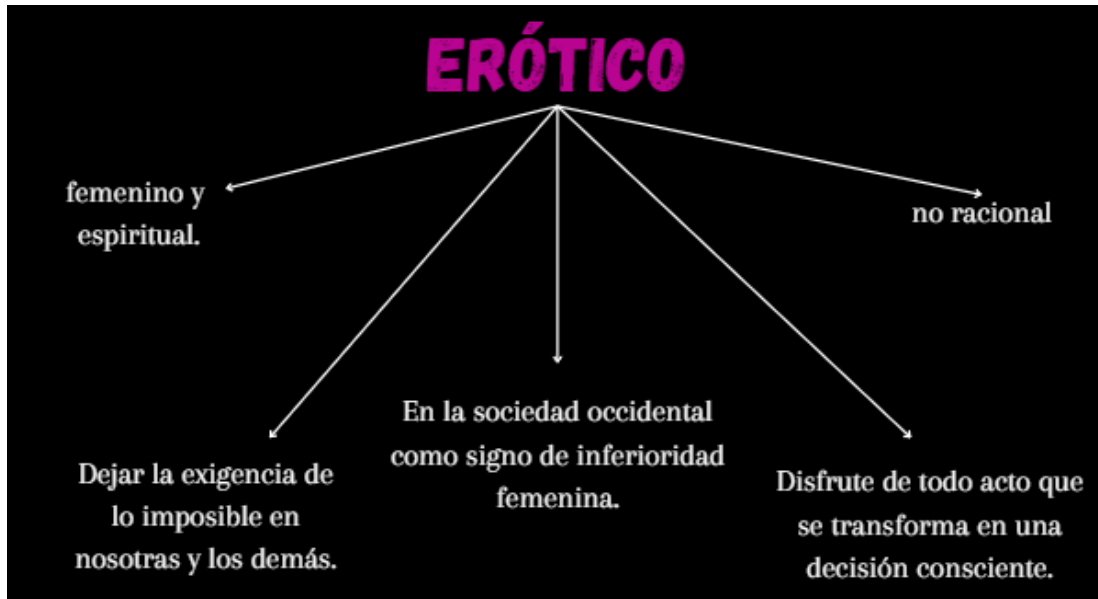 ERÓTICO
femenino y
espiritual.
no racional
En la sociedad occidental
como signo de inferioridad
femenina.
Dejar la exigencia de
lo imposible en
nosotras y los demás.
Disfrute de todo acto que
se transforma en una
decisión consciente.